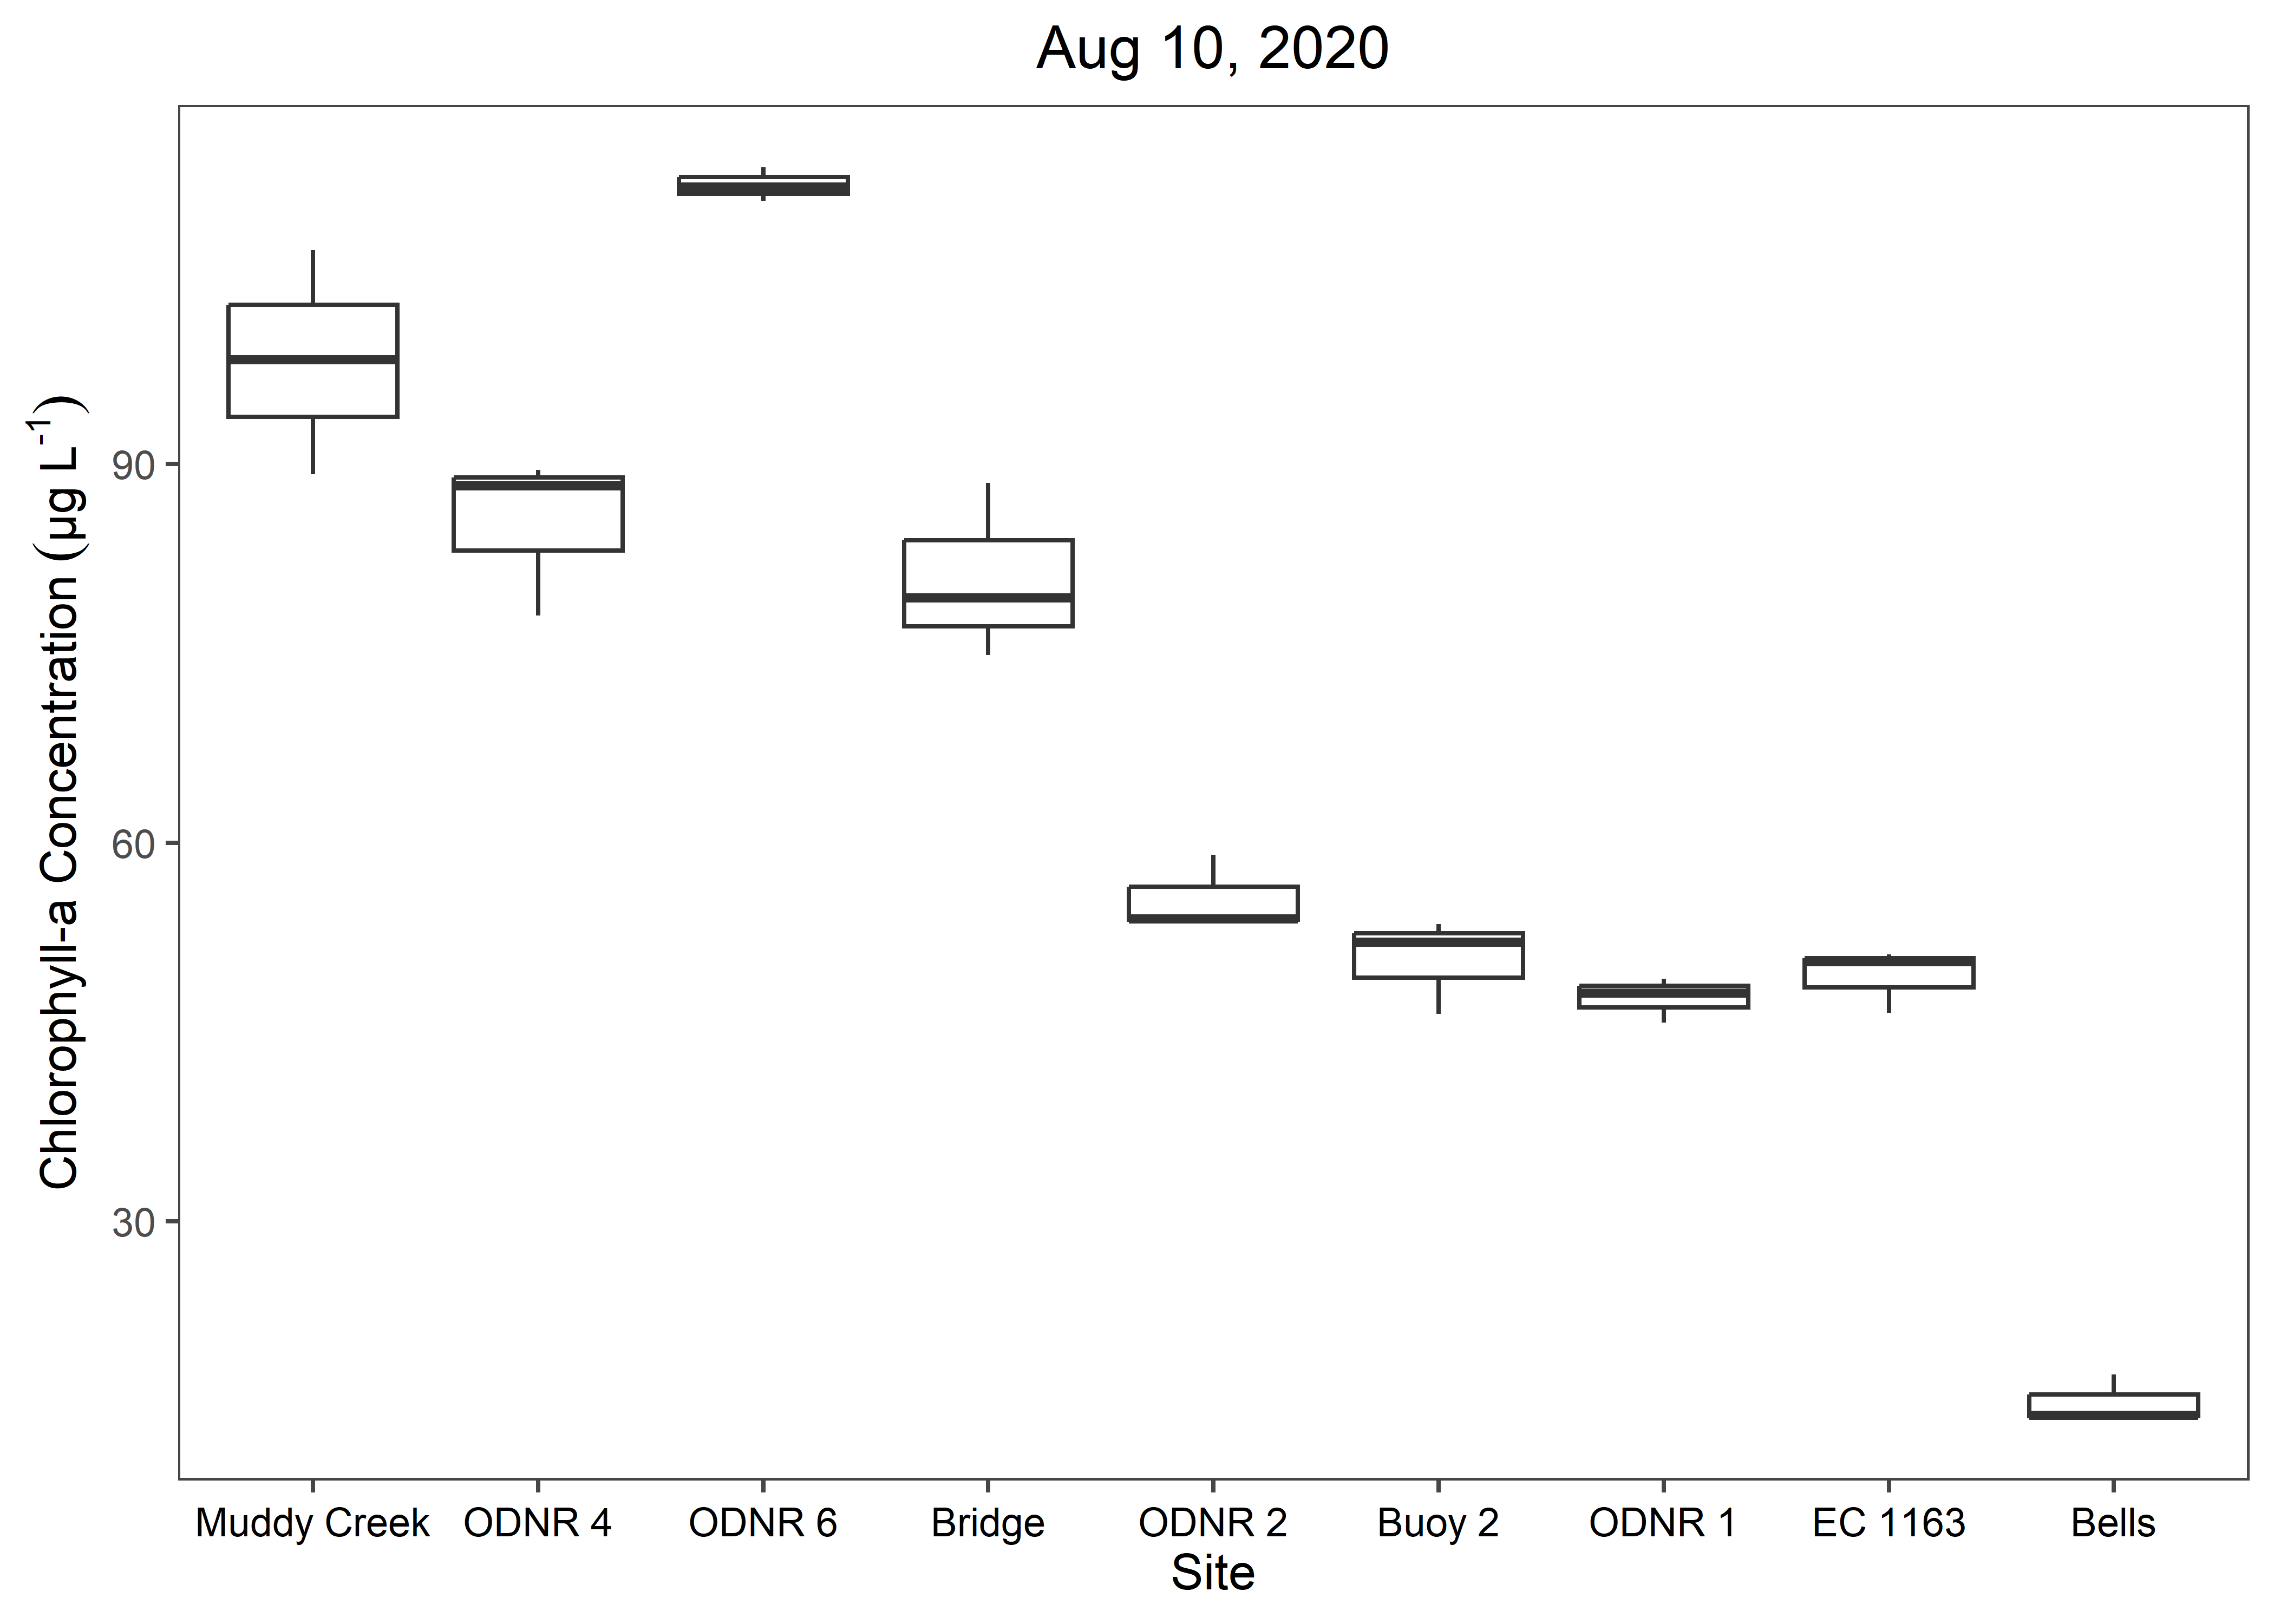 Aug 10, 2020
Chlorophyll-a Concentration (µg L⁻¹)
90
60
30
Muddy Creek ODNR 4 ODNR 6 Bridge ODNR 2 Buoy 2 ODNR 1 EC 1163 Bells
Site